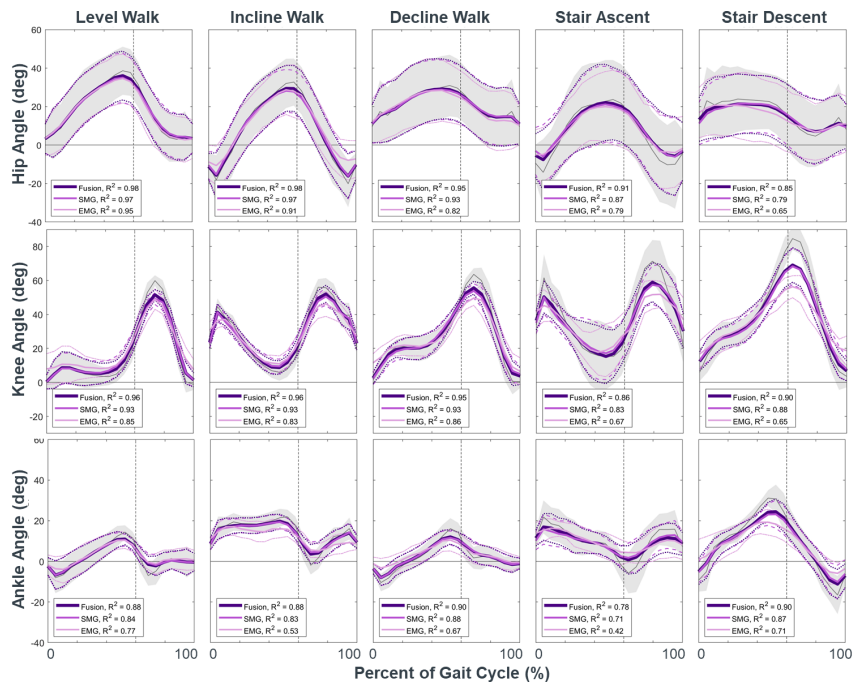 Level Walk Incline Walk Decline Walk Stair Ascent Stair Descent
Hip Angle (deg)
60
40
20
0
-20
-40
Fusion, R² = 0.98
SMG, R² = 0.97
EMG, R² = 0.95
Fusion, R² = 0.98
SMG, R² = 0.97
EMG, R² = 0.91
Fusion, R² = 0.95
SMG, R² = 0.93
EMG, R² = 0.82
Fusion, R² = 0.91
SMG, R² = 0.87
EMG, R² = 0.79
Fusion, R² = 0.85
SMG, R² = 0.79
EMG, R² = 0.65
Knee Angle (deg)
80
60
40
20
0
Fusion, R² = 0.96
SMG, R² = 0.93
EMG, R² = 0.85
Fusion, R² = 0.96
SMG, R² = 0.93
EMG, R² = 0.83
Fusion, R² = 0.95
SMG, R² = 0.93
EMG, R² = 0.86
Fusion, R² = 0.86
SMG, R² = 0.83
EMG, R² = 0.67
Fusion, R² = 0.90
SMG, R² = 0.88
EMG, R² = 0.65
Ankle Angle (deg)
60
40
20
0
-20
-40
Fusion, R² = 0.88
SMG, R² = 0.84
EMG, R² = 0.77
Fusion, R² = 0.88
SMG, R² = 0.83
EMG, R² = 0.53
Fusion, R² = 0.90
SMG, R² = 0.88
EMG, R² = 0.67
Fusion, R² = 0.78
SMG, R² = 0.71
EMG, R² = 0.42
Fusion, R² = 0.90
SMG, R² = 0.87
EMG, R² = 0.71
0 100 0 100 0 100 0 100 0 100
Percent of Gait Cycle (%)